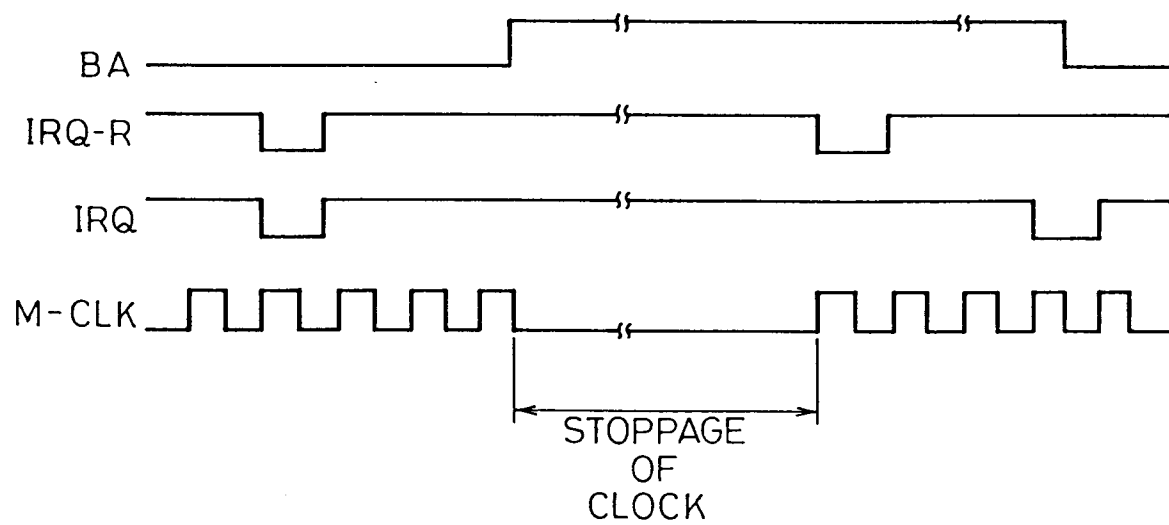 BA
IRQ-R
IRQ
M-CLK
STOPPAGE
OF
CLOCK